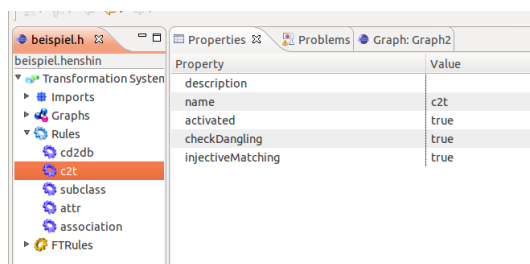 beispiel.h
Properties
Problems
Graph: Graph2
beispiel.henshin
Transformation System
Imports
Graphs
Rules
cd2db
c2t
subclass
attr
association
FTRules
Property Value
description
name c2t
activated true
checkDangling true
injectiveMatching true